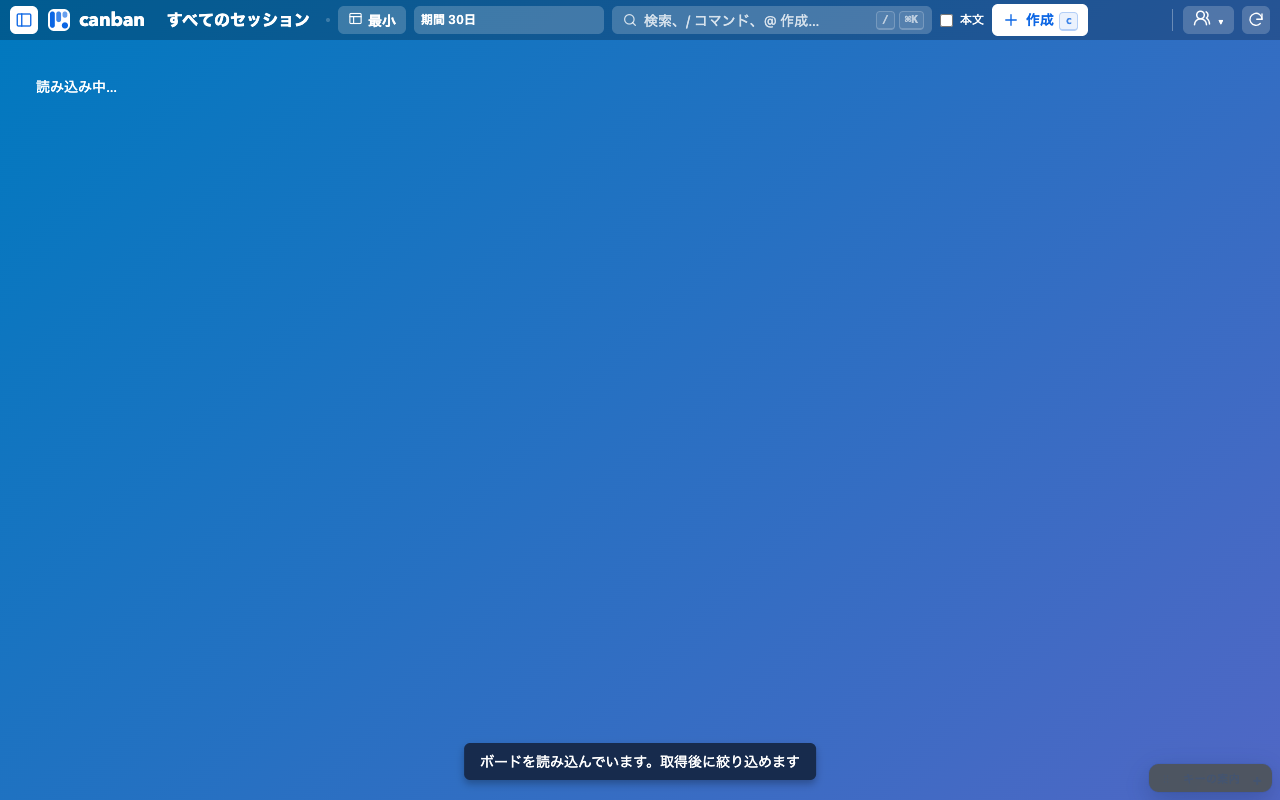 canban すべてのセッション 最小 期間 30日 検索、/ コマンド、@ 作成... / ⌘K 本文 作成 c
読み込み中...
ボードを読み込んでいます。取得後に絞り込めます